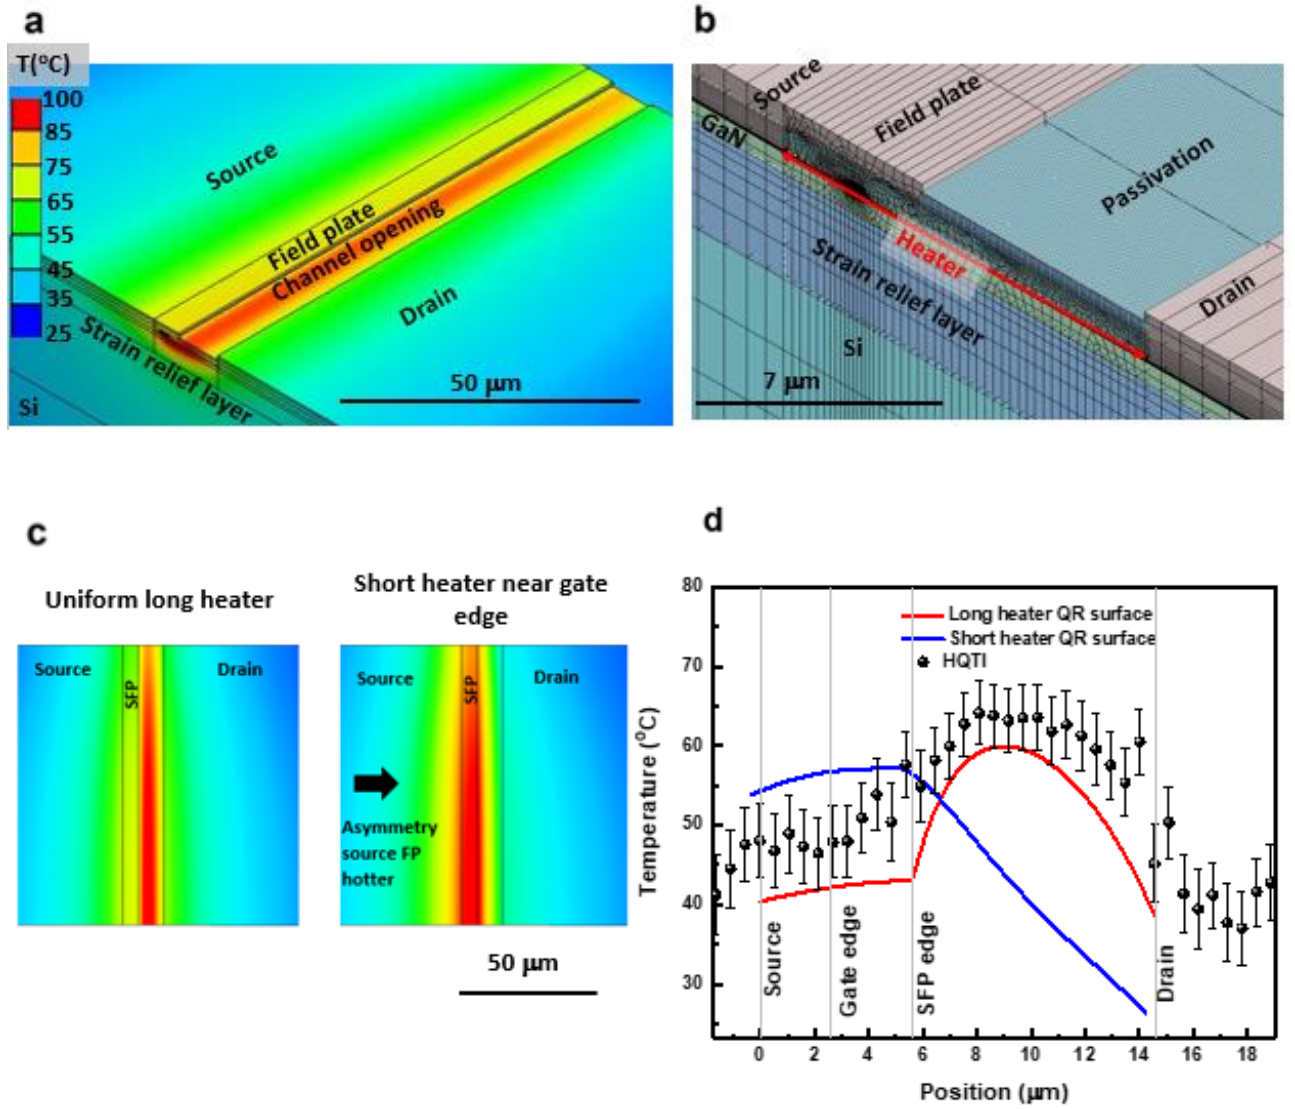 a
T(°C)
100
85
75
65
55
45
35
25
Source
Field plate
Channel opening
Drain
Strain relief layer
Si
50 µm
b
Source
Field plate
GaN
Passivation
Heater
Strain relief layer
Drain
Si
7 µm
c
Uniform long heater
Source
SFP
Drain
Short heater near gate
edge
Source
SFP
Drain
Asymmetry
source FP
hotter
50 µm
d
80
70
60
50
40
30
Temperature (⁰C)
Long heater QR surface
Short heater QR surface
HQTI
Source
Gate edge
SFP edge
Drain
0 2 4 6 8 10 12 14 16 18
Position (µm)